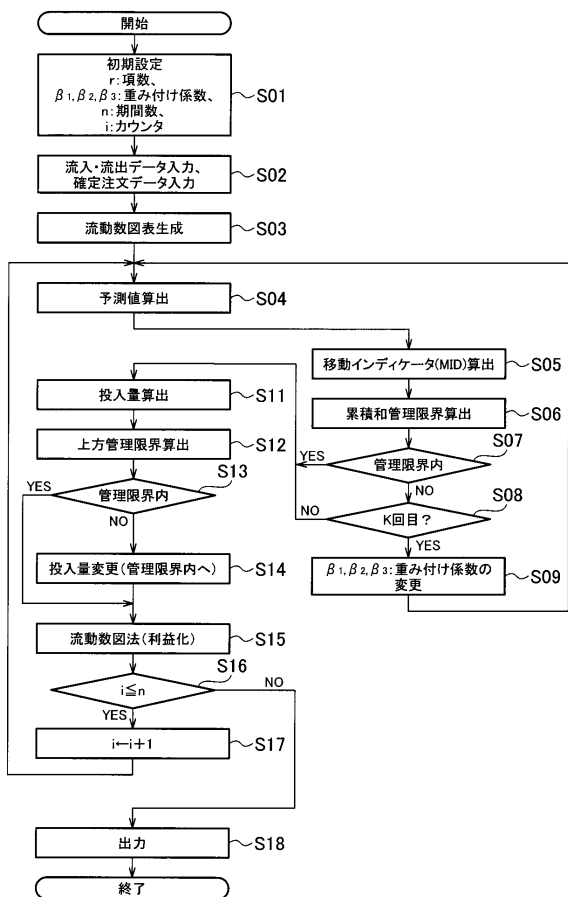 開始
初期設定
r:項数、
β1,β2,β3:重み付け係数、
n:期間数、
i:カウンタ
S01
流入・流出データ入力、
確定注文データ入力
S02
流動数図表生成
S03
予測値算出
S04
移動インディケータ(MID)算出
S05
累積和管理限界算出
S06
管理限界内
S07
YES
NO
K回目?
S08
NO
YES
β1,β2,β3:重み付け係数の
変更
S09
投入量算出
S11
上方管理限界算出
S12
管理限界内
S13
YES
NO
投入量変更(管理限界内へ)
S14
流動数図法(利益化)
S15
i≦n
S16
NO
YES
i←i+1
S17
出力
S18
終了